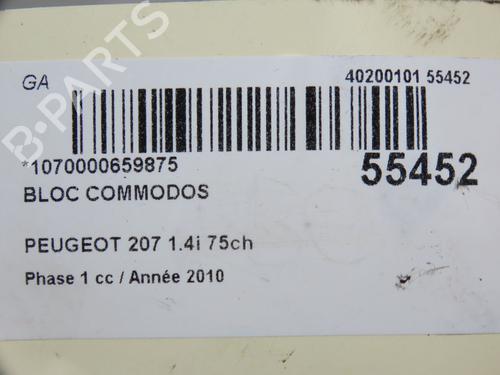 GA
40200101 55452
*1070000659875
55452
BLOC COMMODOS
PEUGEOT 207 1.4i 75ch
Phase 1 cc / Année 2010
B-PARTS